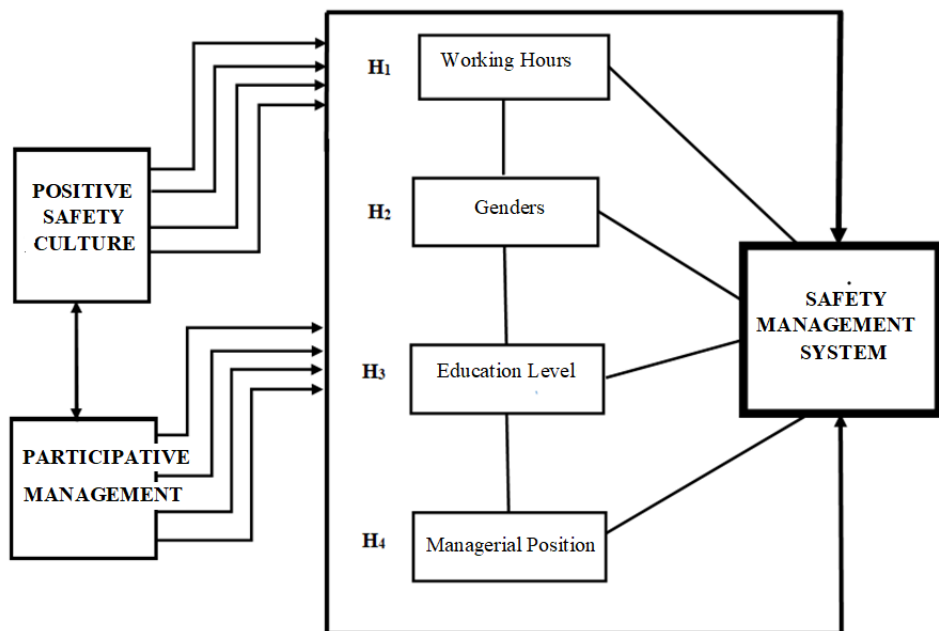 H1
Working Hours
POSITIVE
SAFETY
CULTURE
H2
Genders
SAFETY
MANAGEMENT
SYSTEM
H3
Education Level
PARTICIPATIVE
MANAGEMENT
H4
Managerial Position